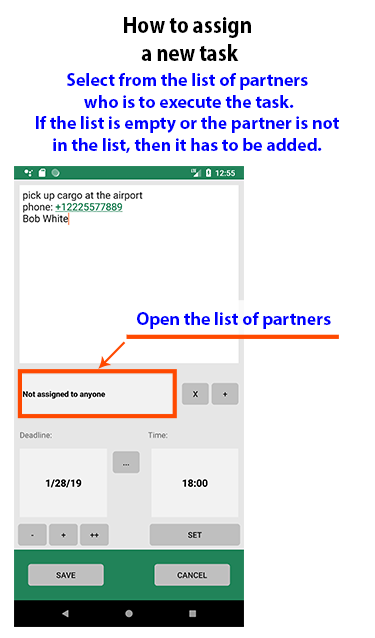 How to assign
a new task
Select from the list of partners
who is to execute the task.
If the list is empty or the partner is not
in the list, then it has to be added.
LTE 12:55
pick up cargo at the airport
phone: +12225577889
Bob White
Open the list of partners
Not assigned to anyone
X
+
Deadline:
Time:
1/28/19
...
18:00
-
+
++
SET
SAVE
CANCEL